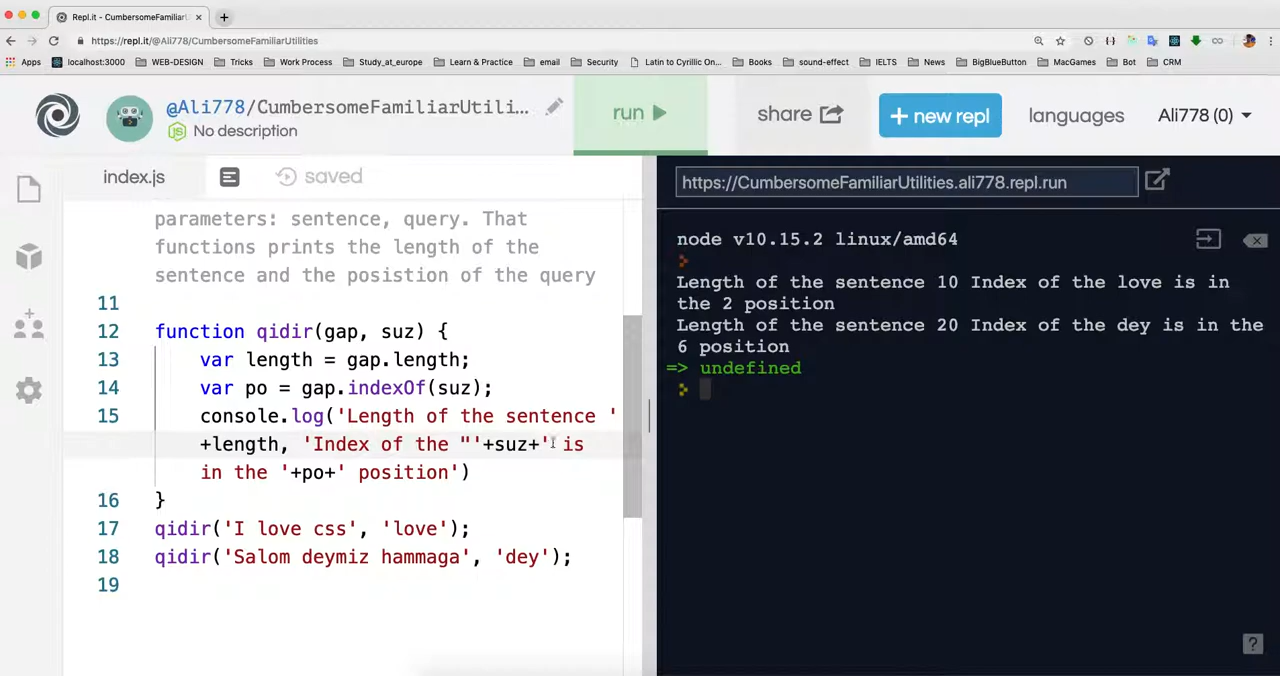 Repl.it - CumbersomeFamiliarU
https://repl.it/@Ali778/CumbersomeFamiliarUtilities
Apps localhost:3000 WEB-DESIGN Tricks Work Process Study_at_europe Learn & Practice email Security Latin to Cyrillic On... Books sound-effect IELTS News BigBlueButton MacGames Bot CRM
@Ali778/CumbersomeFamiliarUtili...
No description
run
share
+ new repl
languages
Ali778 (0)
index.js
saved
parameters: sentence, query. That
functions prints the length of the
sentence and the posistion of the query
11
12 function qidir(gap, suz) {
13 var length = gap.length;
14 var po = gap.indexOf(suz);
15 console.log('Length of the sentence '
+length, 'Index of the "'+suz+' is
in the '+po+' position')
16 }
17 qidir('I love css', 'love');
18 qidir('Salom deymiz hammaga', 'dey');
19
https://CumbersomeFamiliarUtilities.ali778.repl.run
node v10.15.2 linux/amd64
Length of the sentence 10 Index of the love is in
the 2 position
Length of the sentence 20 Index of the dey is in the
6 position
=> undefined
?